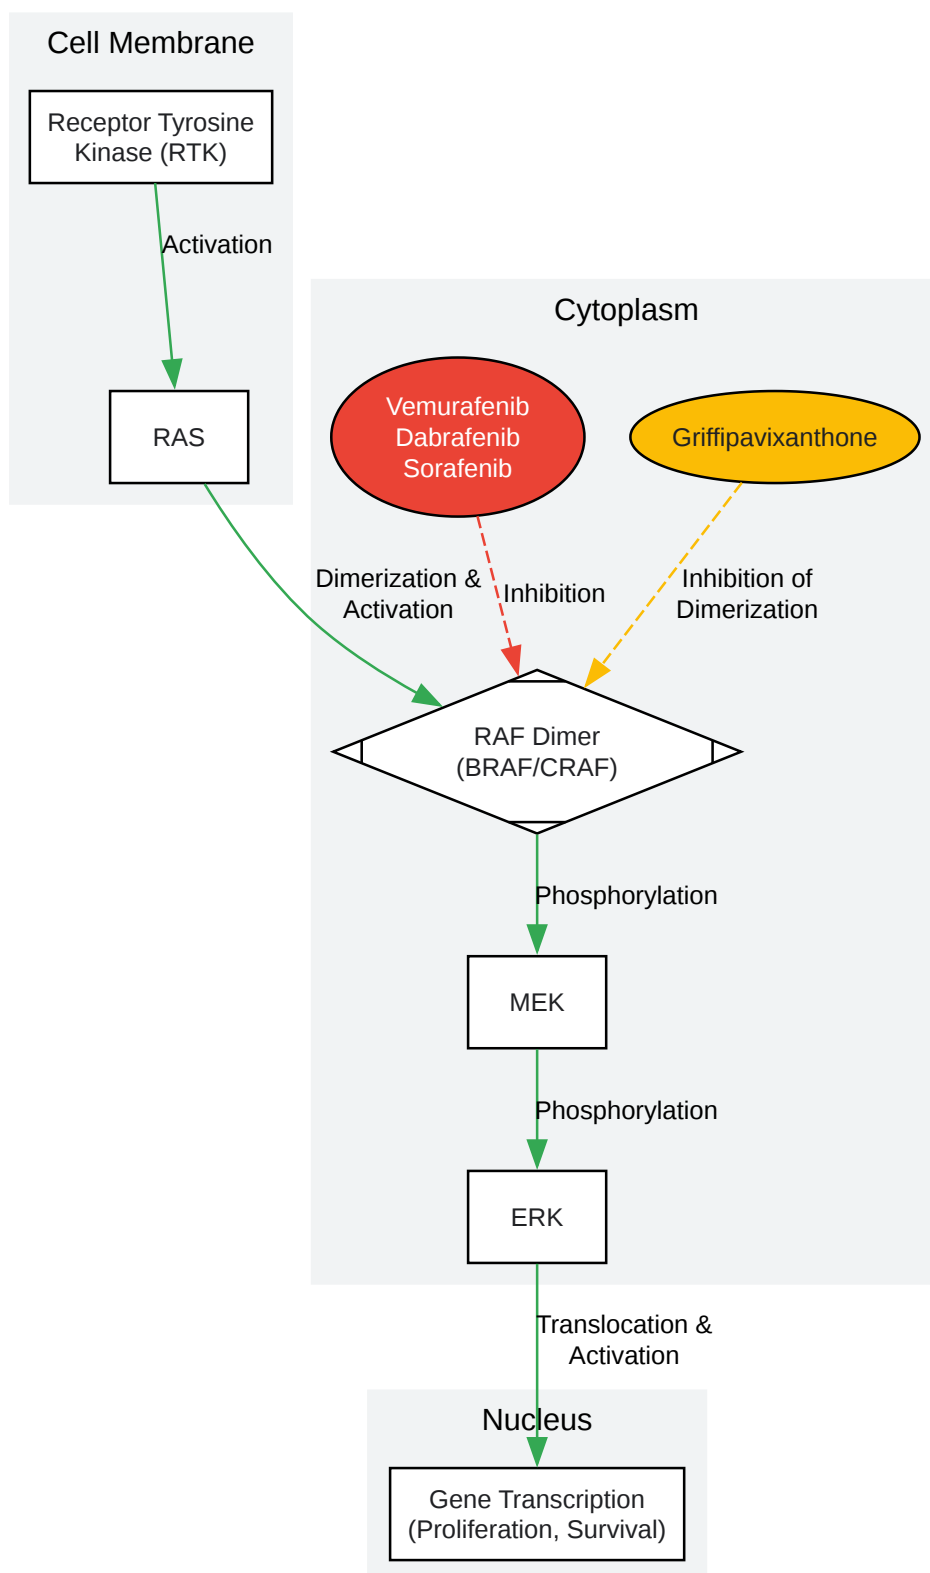 Cell Membrane
Receptor Tyrosine
Kinase (RTK)
Activation
RAS
Cytoplasm
Vemurafenib
Dabrafenib
Sorafenib
Griffipavixanthone
Dimerization &
Activation
Inhibition
Inhibition of
Dimerization
RAF Dimer
(BRAF/CRAF)
Phosphorylation
MEK
Phosphorylation
ERK
Translocation &
Activation
Nucleus
Gene Transcription
(Proliferation, Survival)